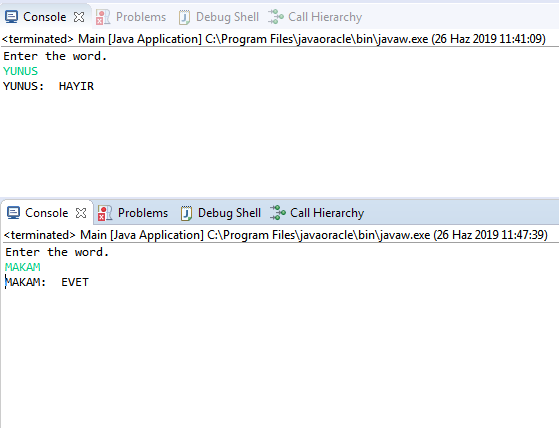 Console Problems Debug Shell Call Hierarchy
<terminated> Main [Java Application] C:\Program Files\javaoracle\bin\javaw.exe (26 Haz 2019 11:41:09)
Enter the word.
YUNUS
YUNUS:  HAYIR
Console Problems Debug Shell Call Hierarchy
<terminated> Main [Java Application] C:\Program Files\javaoracle\bin\javaw.exe (26 Haz 2019 11:47:39)
Enter the word.
MAKAM
MAKAM:  EVET